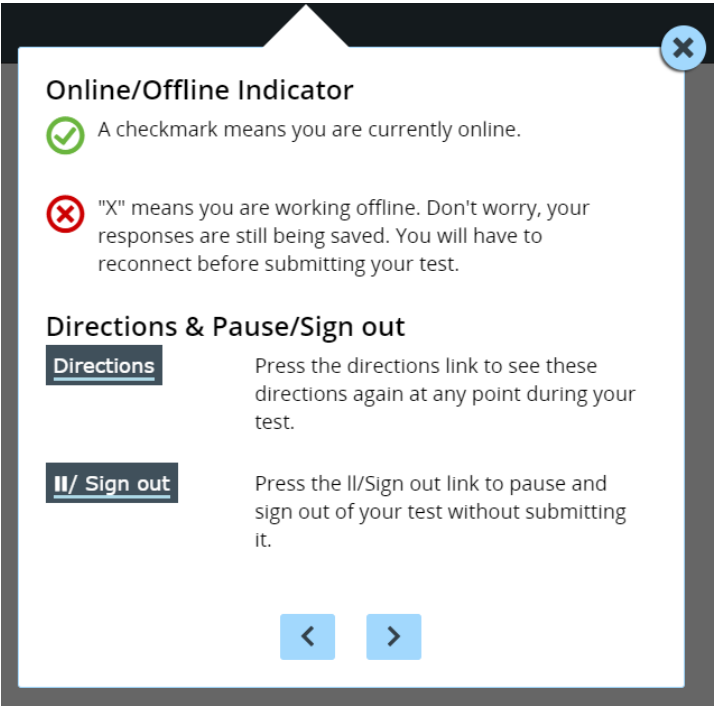 Online/Offline Indicator
A checkmark means you are currently online.
"X" means you are working offline. Don't worry, your
responses are still being saved. You will have to
reconnect before submitting your test.
Directions & Pause/Sign out
Directions
Press the directions link to see these
directions again at any point during your
test.
II/ Sign out
Press the ll/Sign out link to pause and
sign out of your test without submitting
it.